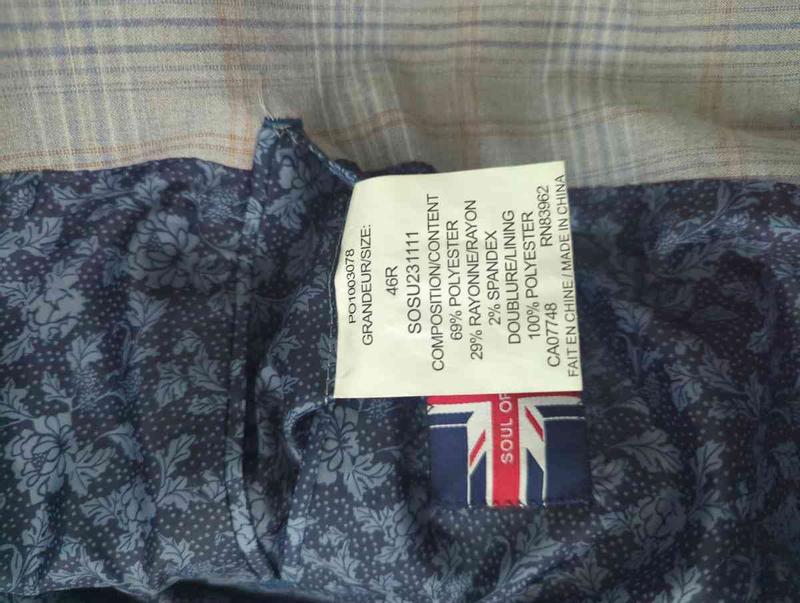 PO1003078
GRANDEUR/SIZE:
46R
SOSU231111
COMPOSITION/CONTENT
69% POLYESTER
29% RAYONNE/RAYON
2% SPANDEX
DOUBLURE/LINING
100% POLYESTER
CA07748 RN83962
FAIT EN CHINE / MADE IN CHINA
SOUL OF